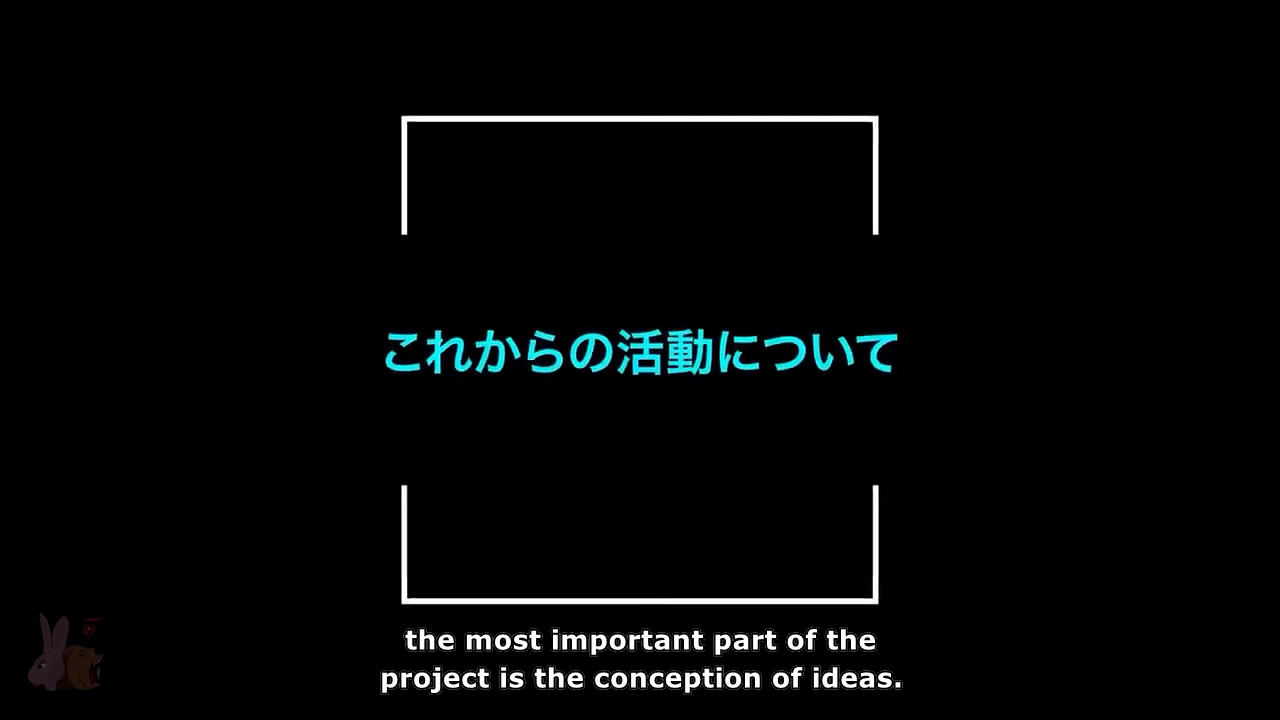 これからの活動について
the most important part of the
project is the conception of ideas.